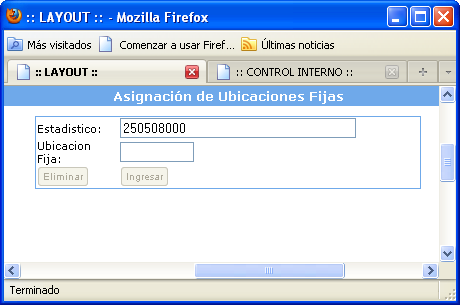 :: LAYOUT :: - Mozilla Firefox
Más visitados Comenzar a usar Firef... Últimas noticias
:: LAYOUT :: :: CONTROL INTERNO ::
Asignación de Ubicaciones Fijas
Estadistico: 250508000
Ubicacion
Fija:
Eliminar Ingresar
Terminado